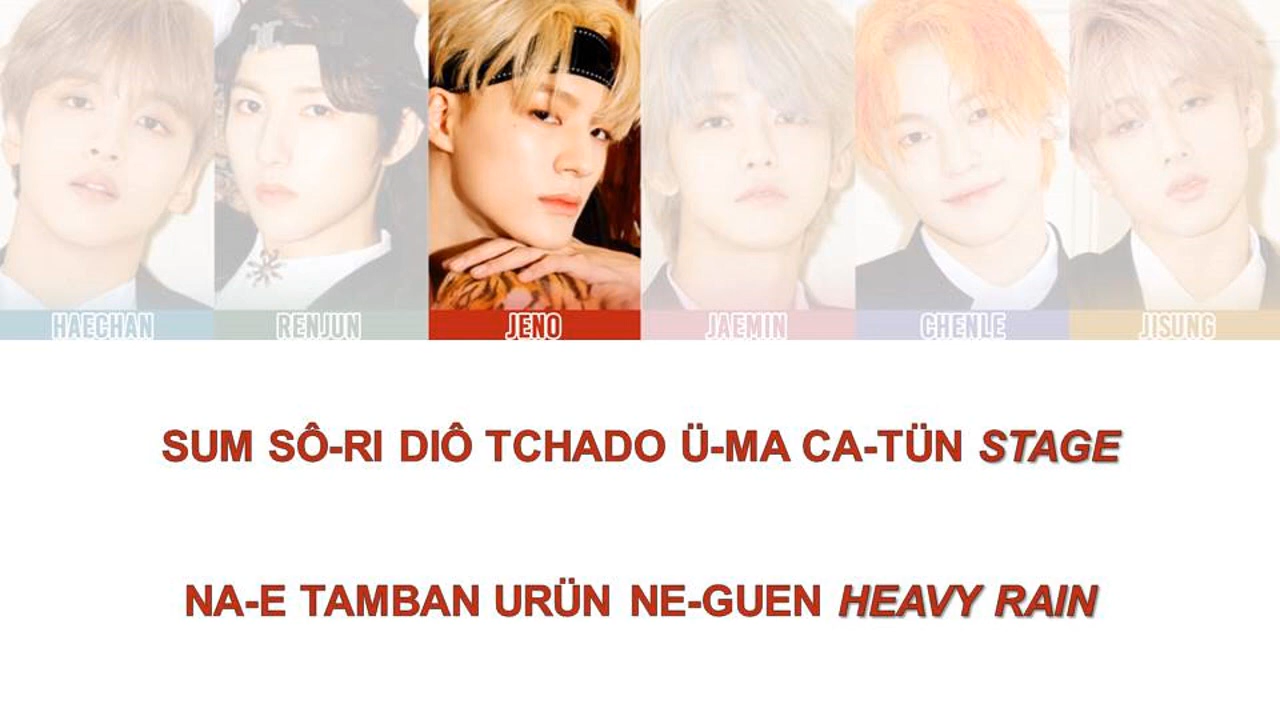 HAECHAN RENJUN JENO JAEMIN CHENLE JISUNG
SUM SÔ-RI DIÔ TCHADO Ü-MA CA-TÜN STAGE
NA-E TAMBAN URÜN NE-GUEN HEAVY RAIN